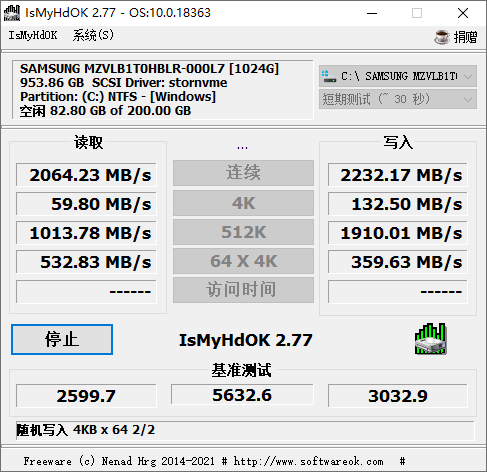 IsMyHdOK 2.77 - OS:10.0.18363
IsMyHdOK 系统(S) 捐赠
SAMSUNG MZVLB1T0HBLR-000L7 [1024G]
953.86 GB SCSI Driver: stornvme
Partition: (C:) NTFS - [Windows]
空闲 82.80 GB of 200.00 GB
C:\ SAMSUNG MZVLB1T0
短期测试 (~ 30 秒)
读取 ... 写入
2064.23 MB/s 连续 2232.17 MB/s
59.80 MB/s 4K 132.50 MB/s
1013.78 MB/s 512K 1910.01 MB/s
532.83 MB/s 64 X 4K 359.63 MB/s
------ 访问时间 ------
停止 IsMyHdOK 2.77
基准测试
2599.7 5632.6 3032.9
随机写入 4KB x 64 2/2
Freeware (c) Nenad Hrg 2014-2021 # http://www.softwareok.com #